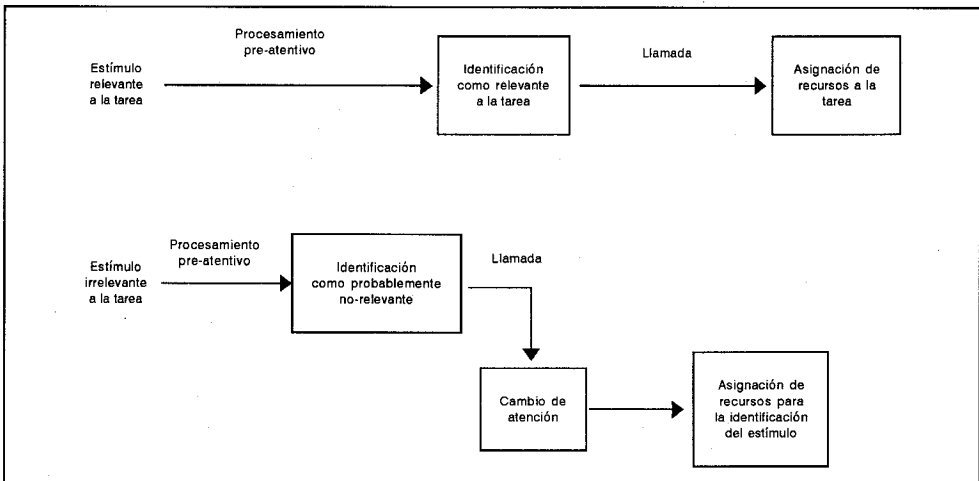 Procesamiento
pre-atentivo
Estímulo
relevante
a la tarea
Identificación
como relevante
a la tarea
Llamada
Asignación de
recursos a la
tarea
Estímulo
irrelevante
a la tarea
Procesamiento
pre-atentivo
Identificación
como probablemente
no-relevante
Llamada
Cambio de
atención
Asignación de
recursos para
la identificación
del estímulo